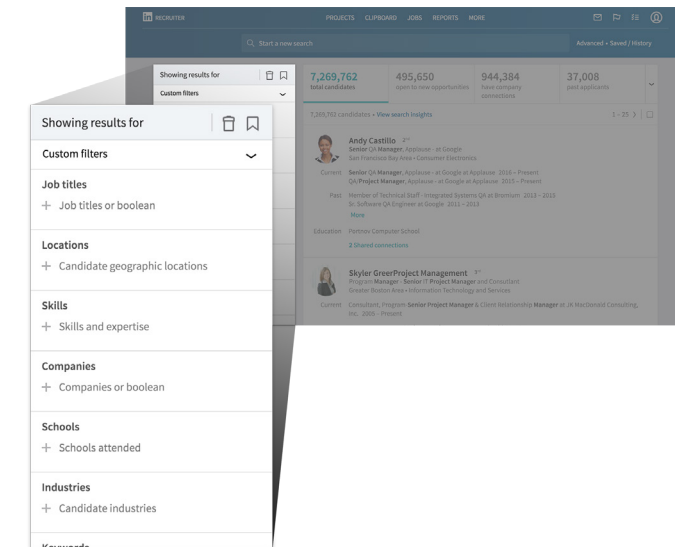 in RECRUITER
PROJECTS CLIPBOARD JOBS REPORTS MORE
Start a new search
Advanced • Saved / History
Showing results for
Custom filters
7,269,762
total candidates
495,650
open to new opportunities
944,384
have company
connections
37,008
past applicants
7,269,762 candidates • View search insights
1 – 25
Andy Castillo 2nd
Senior QA Manager, Applause - at Google
San Francisco Bay Area • Consumer Electronics
Current Senior QA Manager, Applause - at Google at Applause 2016 – Present
QA/Project Manager, Applause - at Google at Applause 2015 – Present
Past Member of Technical Staff - Integrated Systems QA at Brocade 2013 – 2015
Sr. Software QA Engineer at Google 2011 – 2013
More
Education Portnov Computer School
2 Shared connections
Skyler GreerProject Management
Program Manager - Senior IT Project Manager and Consultant
Greater Boston Area • Information Technology and Services
Current Consultant, Program Senior Project Manager & Client Relationship Manager at JK Consulting,
Inc. 2005 – Present
Showing results for
Custom filters
Job titles
+ Job titles or boolean
Locations
+ Candidate geographic locations
Skills
+ Skills and expertise
Companies
+ Companies or boolean
Schools
+ Schools attended
Industries
+ Candidate industries
Keywords